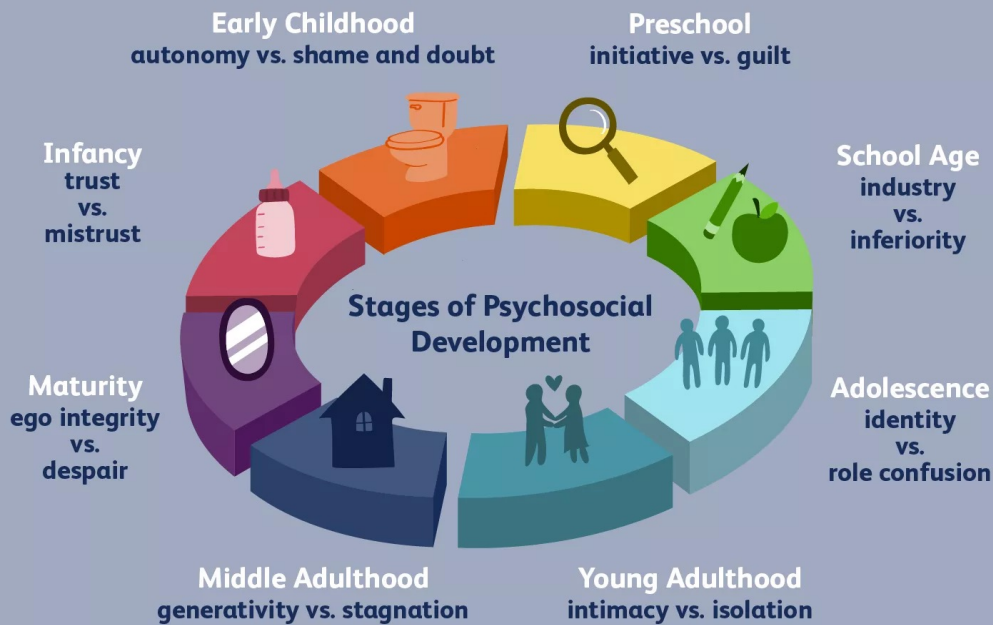 Early Childhood
autonomy vs. shame and doubt
Preschool
initiative vs. guilt
Infancy
trust
vs.
mistrust
School Age
industry
vs.
inferiority
Stages of Psychosocial
Development
Maturity
ego integrity
vs.
despair
Adolescence
identity
vs.
role confusion
Middle Adulthood
generativity vs. stagnation
Young Adulthood
intimacy vs. isolation